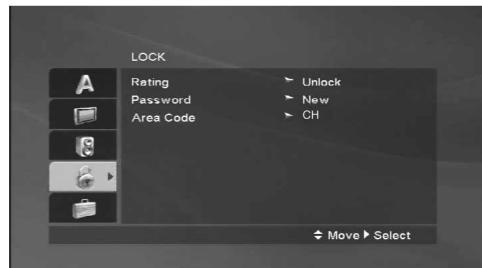 LOCK
A
Rating Unlock
Password New
Area Code CH
Move Select